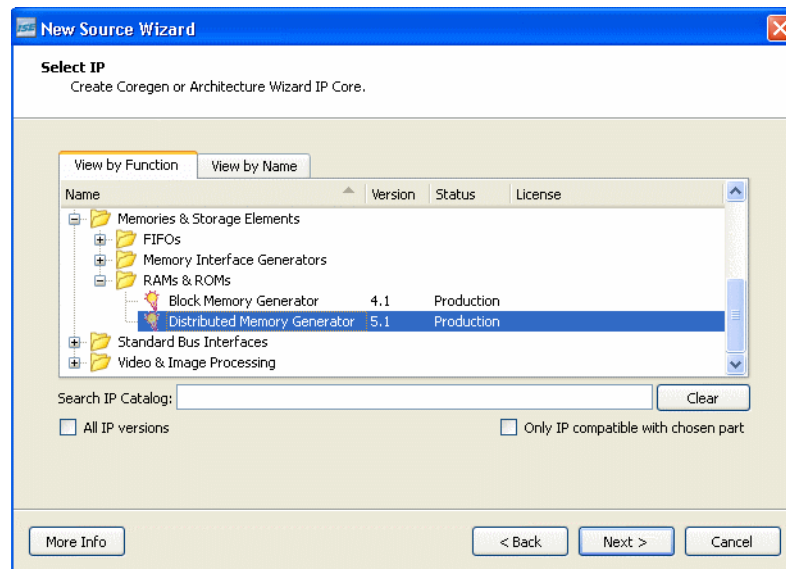 ISE New Source Wizard
Select IP
Create Coregen or Architecture Wizard IP Core.
View by Function View by Name
Name Version Status License
Memories & Storage Elements
FIFOs
Memory Interface Generators
RAMs & ROMs
Block Memory Generator 4.1 Production
Distributed Memory Generator 5.1 Production
Standard Bus Interfaces
Video & Image Processing
Search IP Catalog: Clear
All IP versions Only IP compatible with chosen part
More Info < Back Next > Cancel